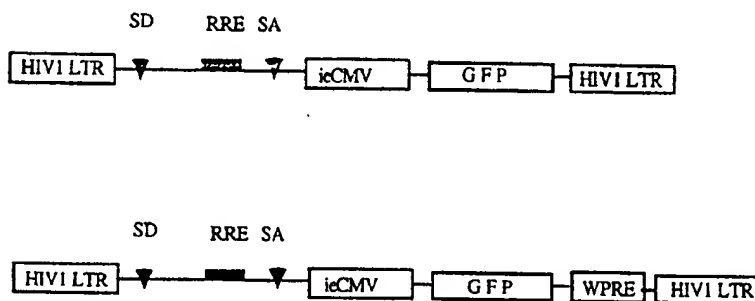 SD RRE SA
HIV1 LTR ieCMV GFP HIV1 LTR
SD RRE SA
HIV1 LTR ieCMV GFP WPRE HIV1 LTR